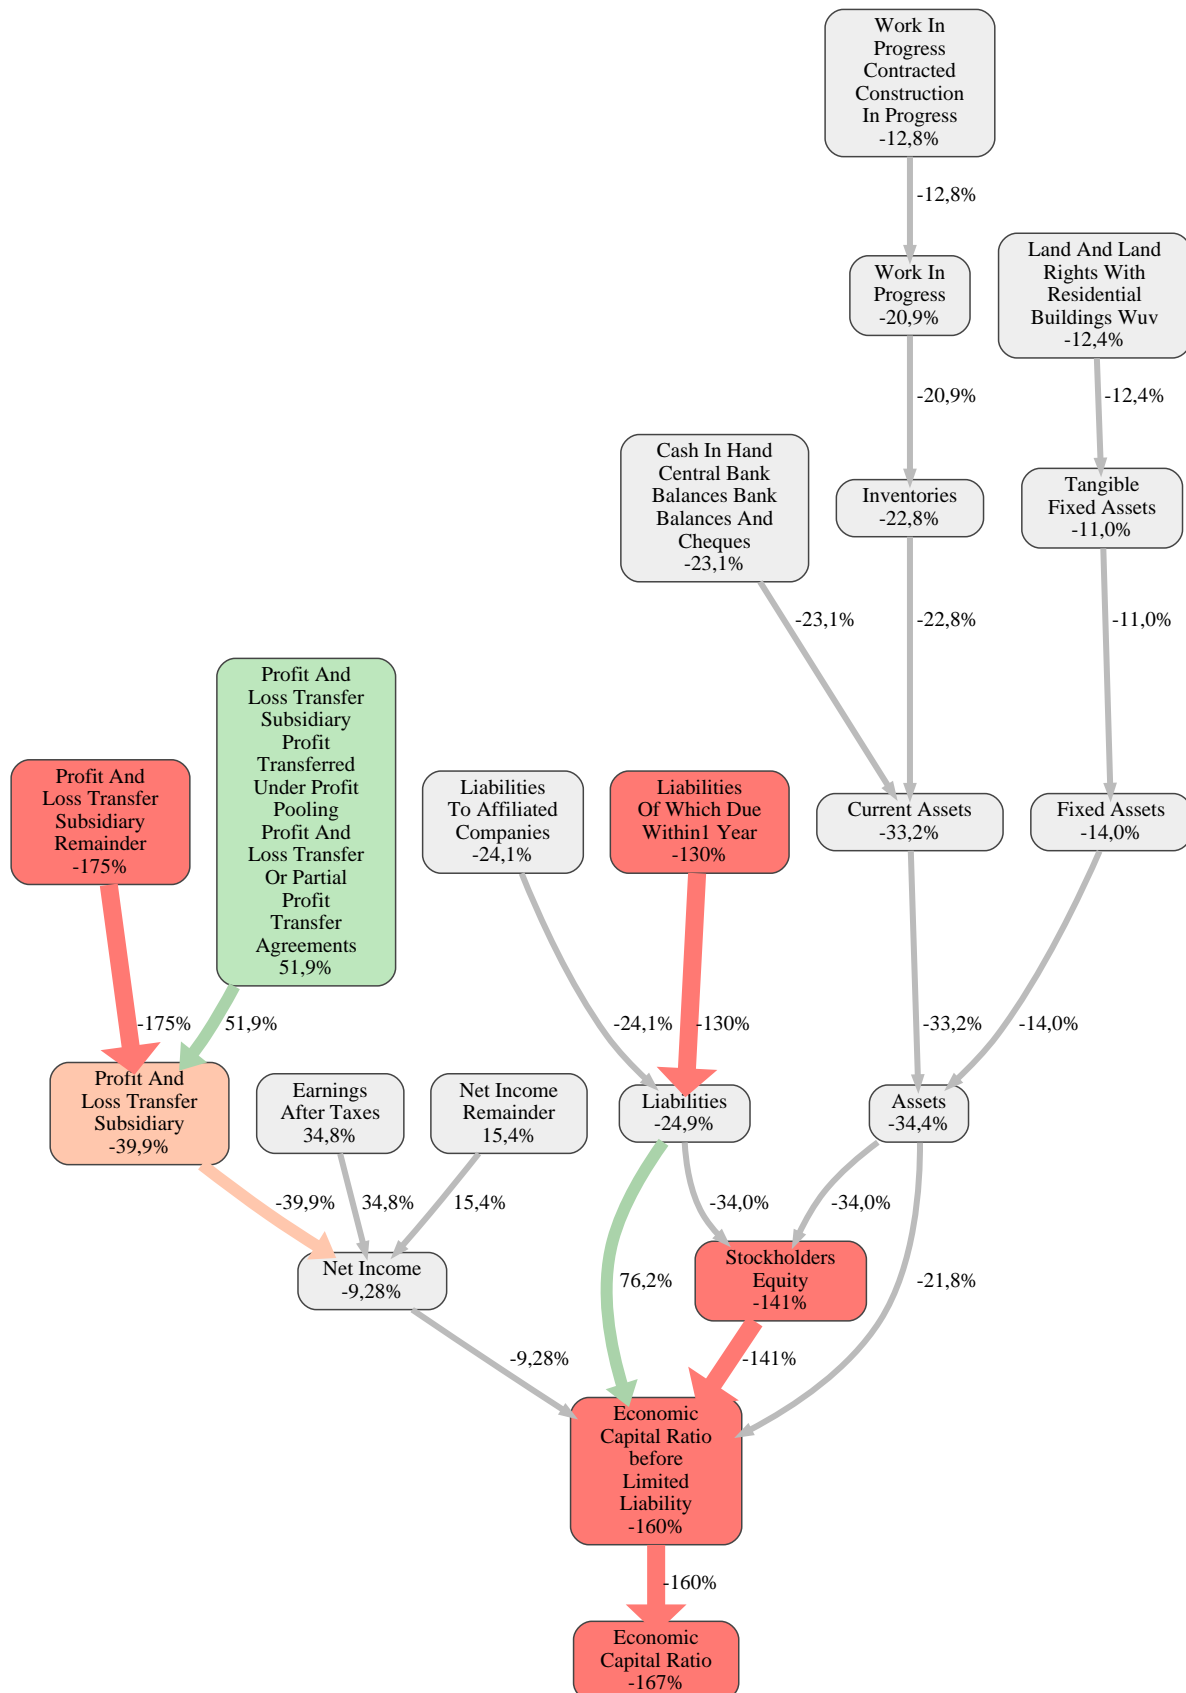 Work In
Progress
Contracted
Construction
In Progress
-12,8%
-12,8%
Work In
Progress
-20,9%
Land And Land
Rights With
Residential
Buildings Wuv
-12,4%
-20,9%
-12,4%
Cash In Hand
Central Bank
Balances Bank
Balances And
Cheques
-23,1%
Inventories
-22,8%
Tangible
Fixed Assets
-11,0%
-23,1%
-22,8%
-11,0%
Profit And
Loss Transfer
Subsidiary
Remainder
-175%
Profit And
Loss Transfer
Subsidiary
Profit
Transferred
Under Profit
Pooling
Profit And
Loss Transfer
Or Partial
Profit
Transfer
Agreements
51,9%
Liabilities
To Affiliated
Companies
-24,1%
Liabilities
Of Which Due
Within1 Year
-130%
Current Assets
-33,2%
Fixed Assets
-14,0%
-175%
51,9%
-24,1%
-130%
-33,2%
-14,0%
Profit And
Loss Transfer
Subsidiary
-39,9%
Earnings
After Taxes
34,8%
Net Income
Remainder
15,4%
Liabilities
-24,9%
Assets
-34,4%
-39,9%
34,8%
15,4%
-34,0%
-34,0%
Net Income
-9,28%
76,2%
Stockholders
Equity
-141%
-21,8%
-9,28%
-141%
Economic
Capital Ratio
before
Limited
Liability
-160%
-160%
Economic
Capital Ratio
-167%